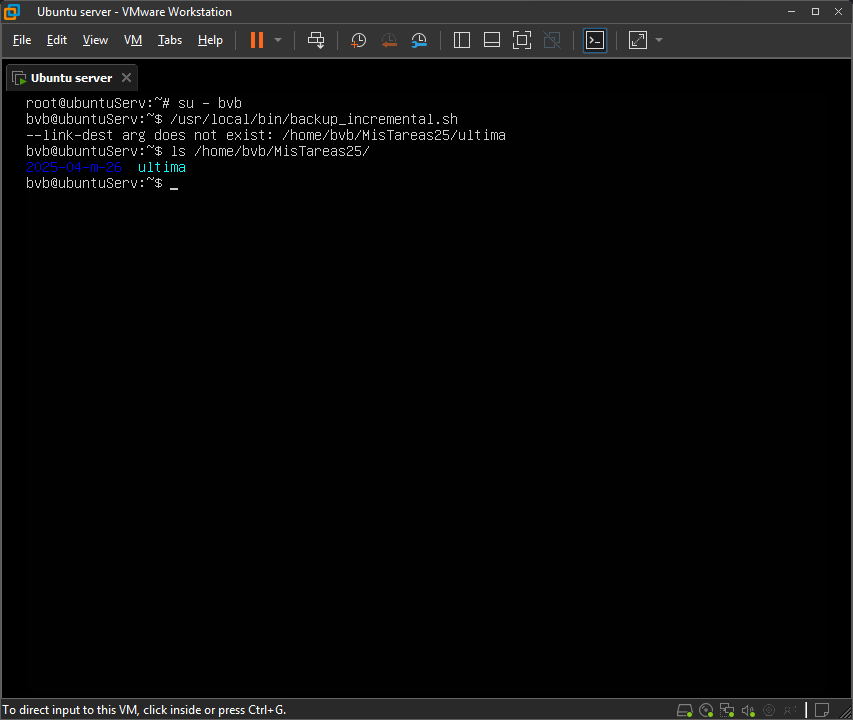 Ubuntu server - VMware Workstation
File Edit View VM Tabs Help
Ubuntu server
root@ubuntuServ:~# su - bvb
bvb@ubuntuServ:~$ /usr/local/bin/backup_incremental.sh
--link-dest arg does not exist: /home/bvb/MisTareas25/ultima
bvb@ubuntuServ:~$ ls /home/bvb/MisTareas25/
2025-04-m-26 ultima
bvb@ubuntuServ:~$ _
To direct input to this VM, click inside or press Ctrl+G.